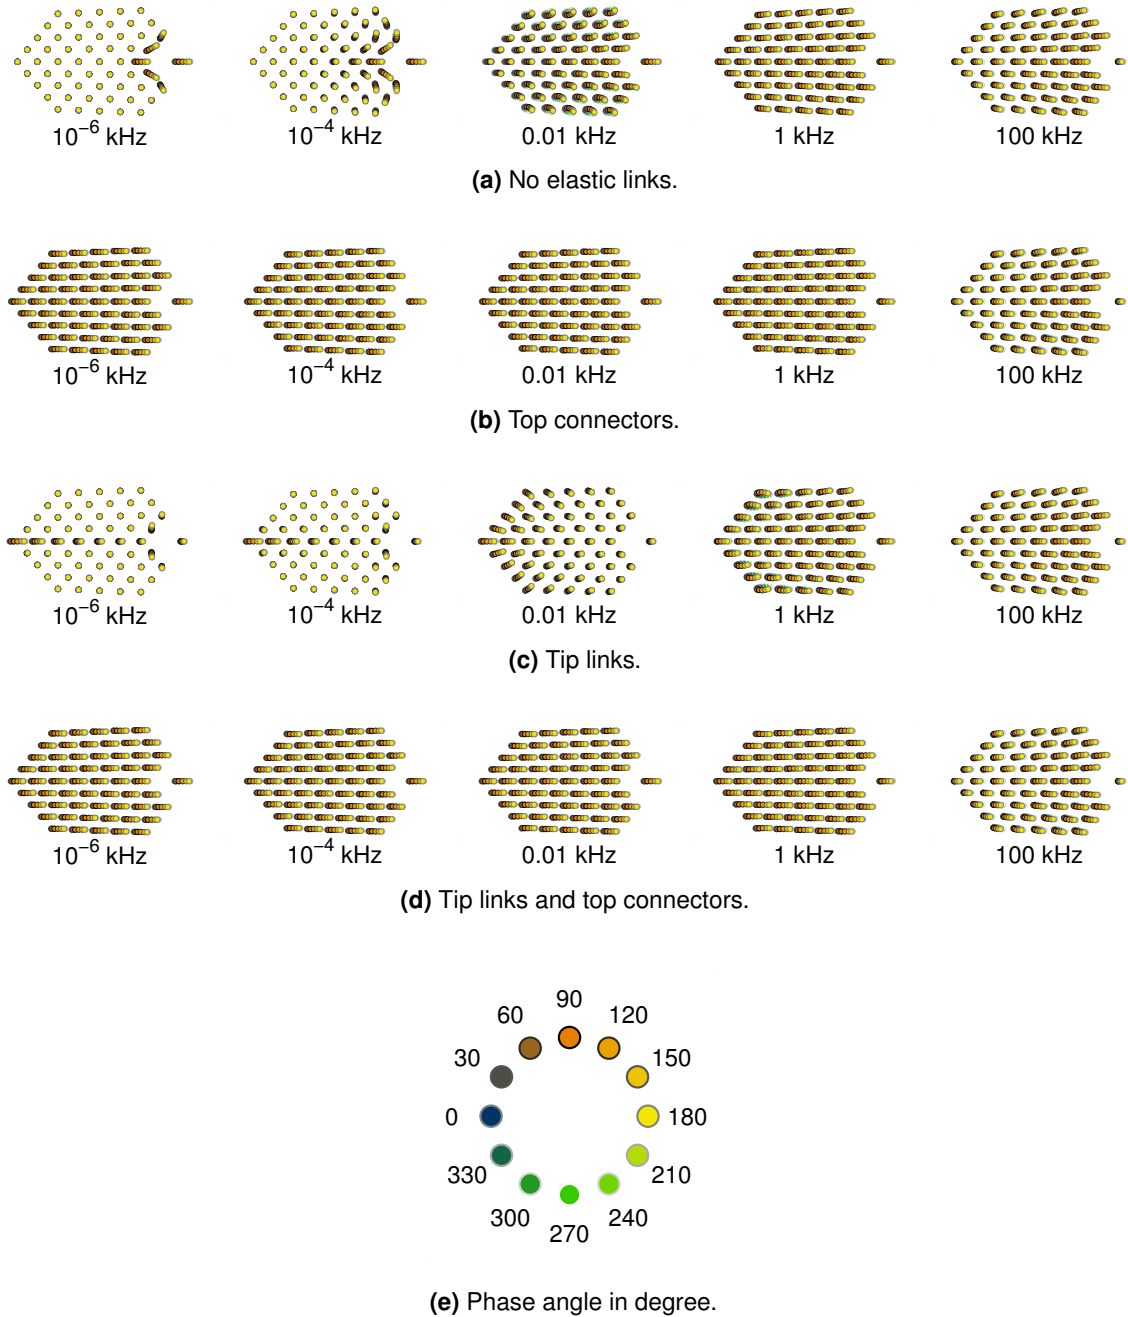 10⁻⁶ kHz 10⁻⁴ kHz 0.01 kHz 1 kHz 100 kHz
(a) No elastic links.
10⁻⁶ kHz 10⁻⁴ kHz 0.01 kHz 1 kHz 100 kHz
(b) Top connectors.
10⁻⁶ kHz 10⁻⁴ kHz 0.01 kHz 1 kHz 100 kHz
(c) Tip links.
10⁻⁶ kHz 10⁻⁴ kHz 0.01 kHz 1 kHz 100 kHz
(d) Tip links and top connectors.
90
60 120
30 150
0 180
330 210
300 240
270
(e) Phase angle in degree.